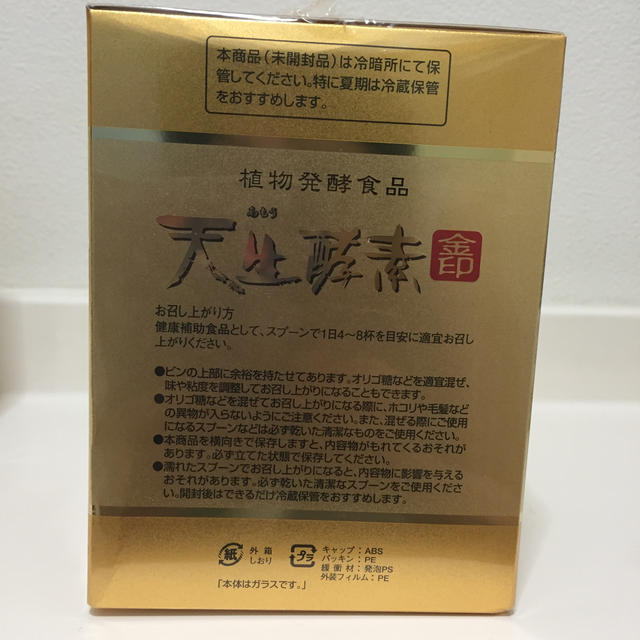 本商品(未開封品)は冷暗所にて保
管してください。特に夏期は冷蔵保管
をおすすめします。
植物発酵食品
あもう
天生酵素
金印
お召し上がり方
健康補助食品として、スプーンで1日4〜8杯を目安に適宜お召し
上がりください。
●ビンの上部に余裕を持たせてあります。オリゴ糖などを適宜混ぜ、
味や粘度を調整してお召し上がりになることもできます。
●オリゴ糖などを混ぜてお召し上がりになる際に、ホコリや毛髪など
の異物が入らないようにご注意ください。また、混ぜる際にご使用
になるスプーンなどは必ず乾いた清潔なものをご使用ください。
●本商品を横向きで保存しますと、内容物がもれてくるおそれが
あります。必ず立てた状態で保存してください。
●濡れたスプーンでお召し上がりになると、内容物に影響を与える
おそれがあります。必ず乾いた清潔なスプーンをご使用くださ
い。開封後はできるだけ冷蔵保管をおすすめします。
紙
外箱
しおり
プラ
キャップ:ABS
パッキン:PE
緩衝材:発泡PS
外装フィルム:PE
「本体はガラスです。」